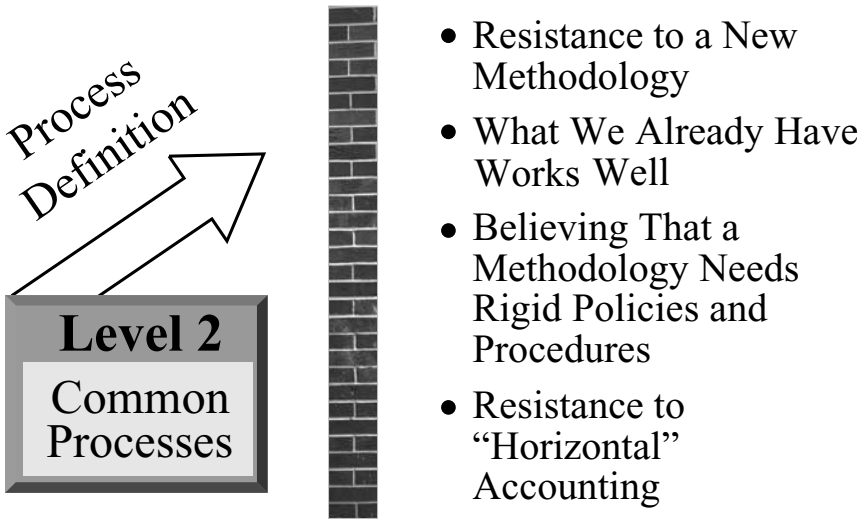 Process
Definition
Level 2
Common
Processes
• Resistance to a New
Methodology
• What We Already Have
Works Well
• Believing That a
Methodology Needs
Rigid Policies and
Procedures
• Resistance to
“Horizontal”
Accounting